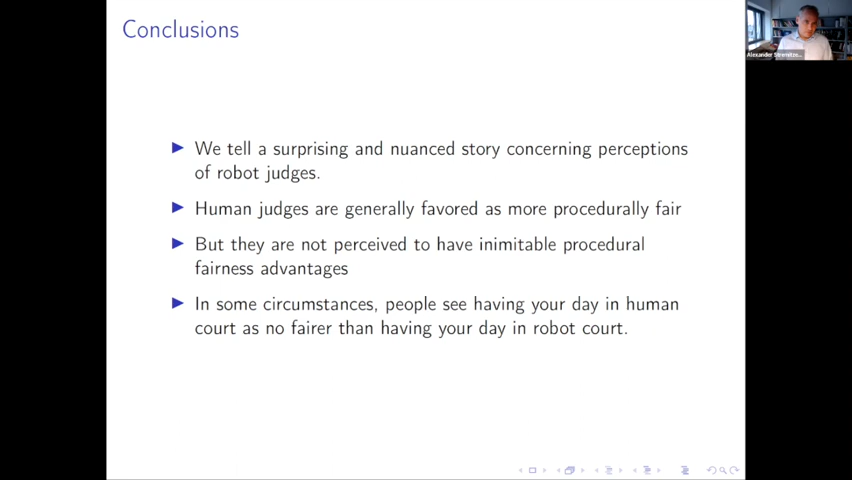 Conclusions
Alexander
We tell a surprising and nuanced story concerning perceptions
of robot judges.
Human judges are generally favored as more procedurally fair
But they are not perceived to have inimitable procedural
fairness advantages
In some circumstances, people see having your day in human
court as no fairer than having your day in robot court.